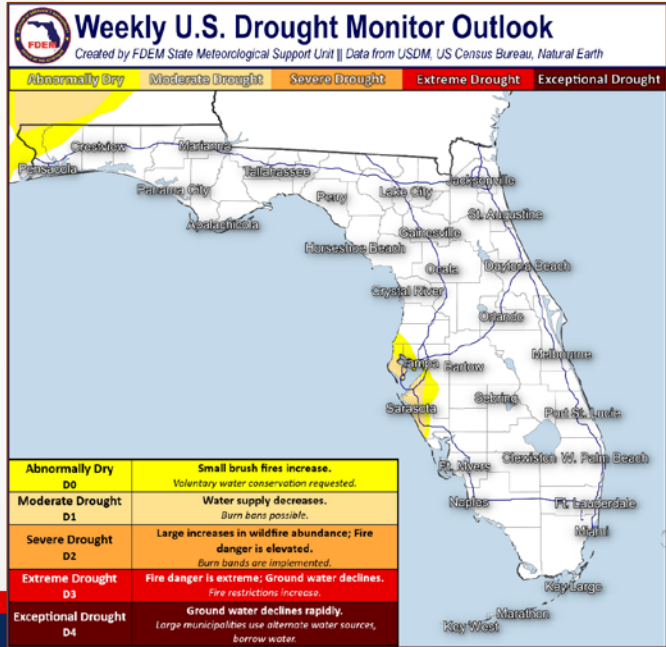 FDEM
Weekly U.S. Drought Monitor Outlook
Created by FDEM State Meteorological Support Unit || Data from USDM, US Census Bureau, Natural Earth
Abnormally Dry Moderate Drought Severe Drought Extreme Drought Exceptional Drought
Crestview
Marianna
Pensacola
Tallahassee
Jacksonville
Panama City
Perry
Lake City
Apalachicola
St. Augustine
Gainesville
Horseshoe Beach
Ocala
Daytona Beach
Crystal River
Orlando
Tampa
Bartow
Melbourne
Sebring
Sarasota
Port St. Lucie
Clewiston
W. Palm Beach
Ft. Myers
Naples
Ft. Lauderdale
Miami
Key Largo
Marathon
Key West
Abnormally Dry
D0
Small brush fires increase.
Voluntary water conservation requested.
Moderate Drought
D1
Water supply decreases.
Burn bans possible.
Severe Drought
D2
Large increases in wildfire abundance; Fire
danger is elevated.
Burn bands are implemented.
Extreme Drought
D3
Fire danger is extreme; Ground water declines.
Fire restrictions increase.
Exceptional Drought
D4
Ground water declines rapidly.
Large municipalities use alternate water sources,
borrow water.